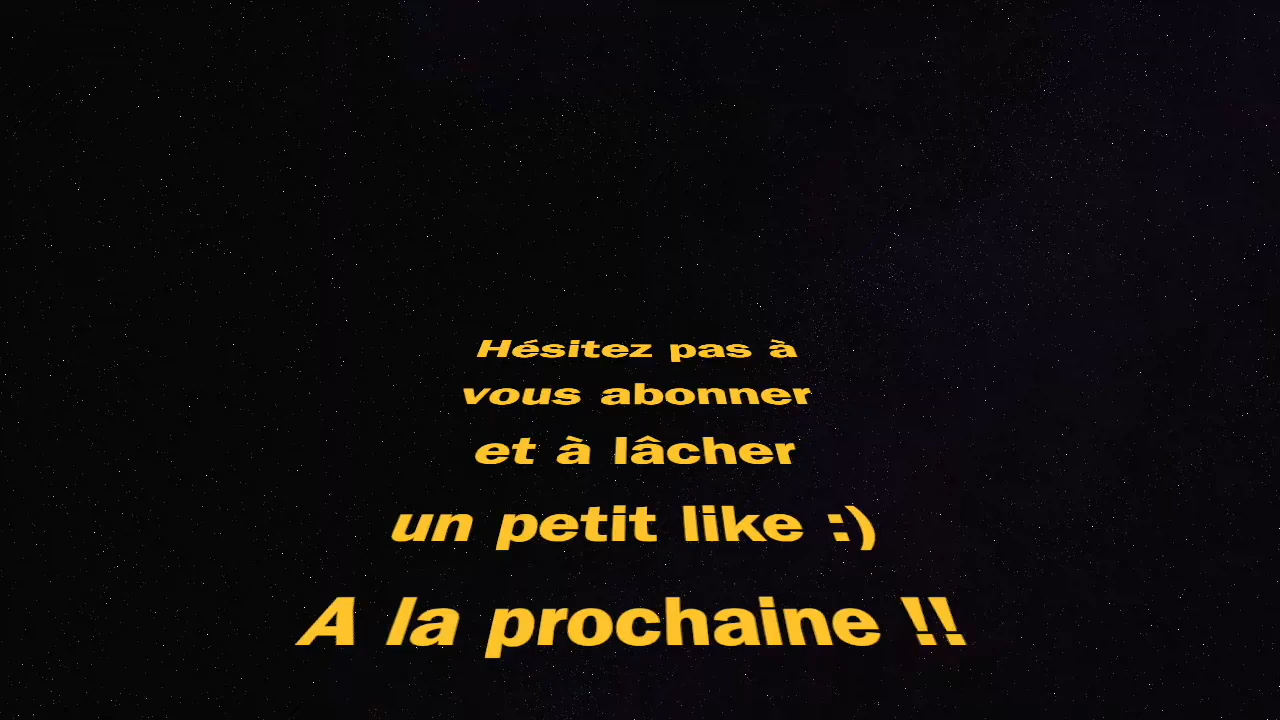 Hésitez pas à
vous abonner
et à lâcher
un petit like :)
A la prochaine !!